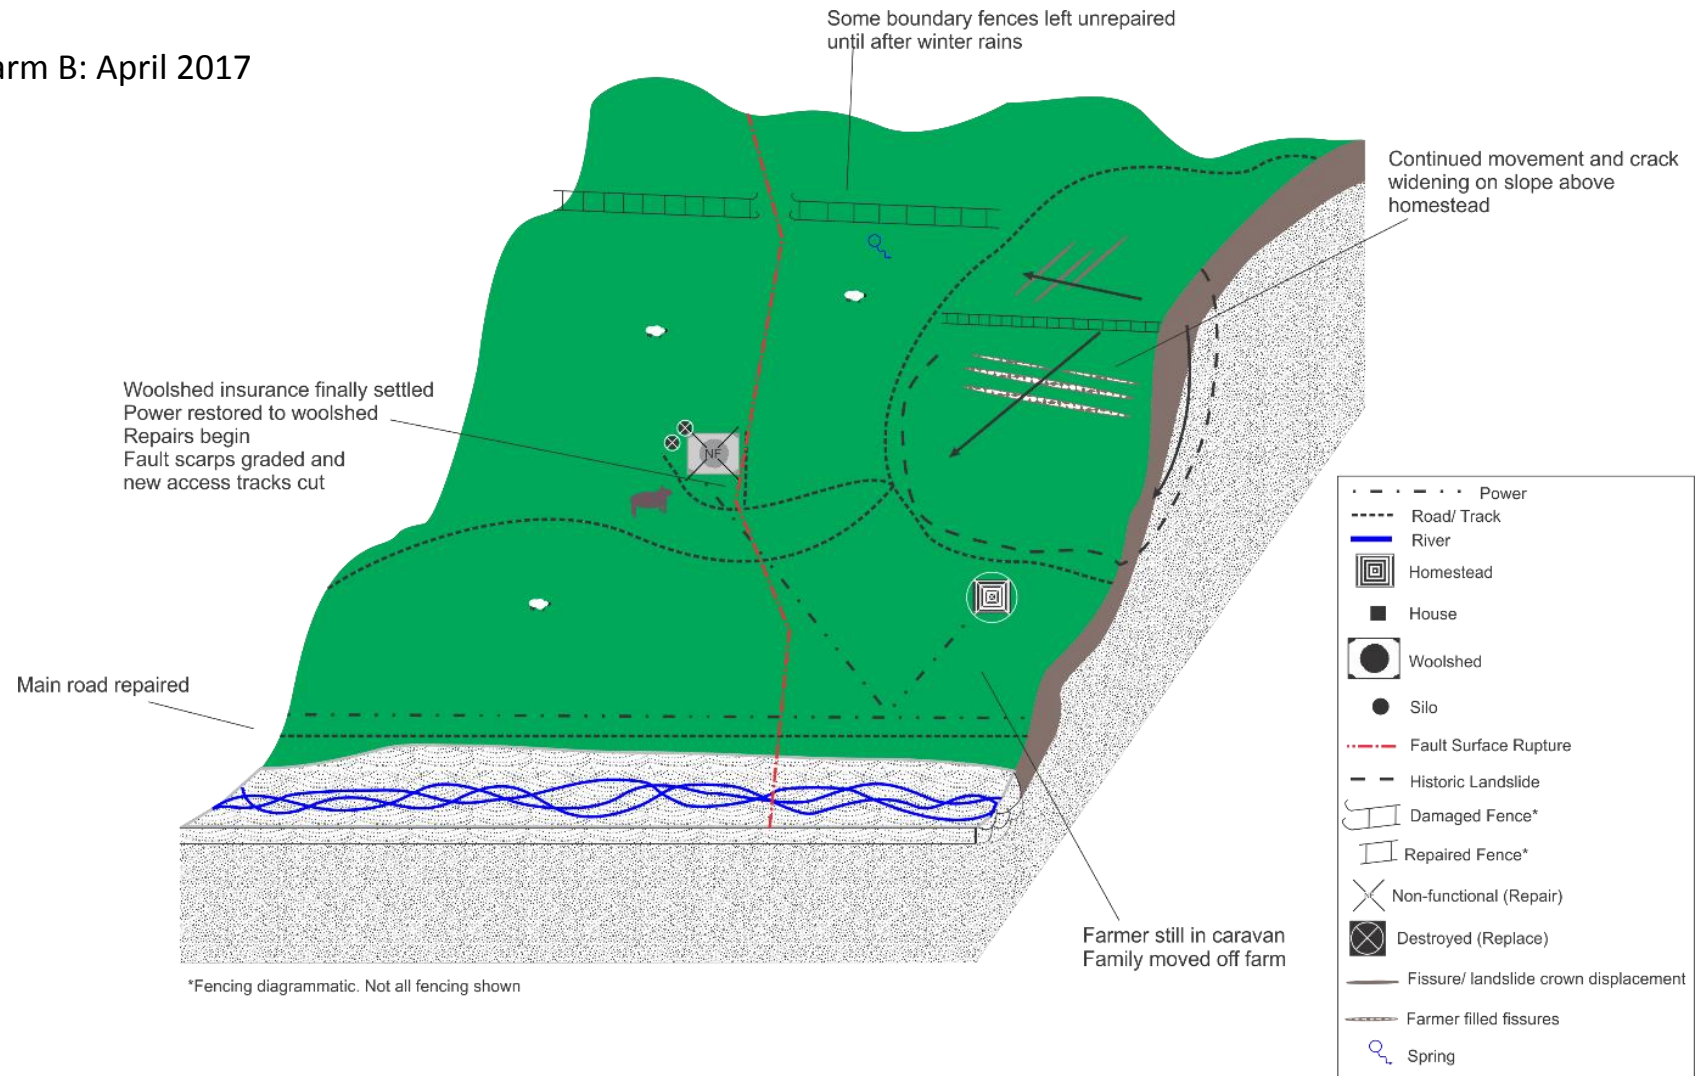 arm B: April 2017
Some boundary fences left unrepaired
until after winter rains
Continued movement and crack
widening on slope above
homestead
Woolshed insurance finally settled
Power restored to woolshed
Repairs begin
Fault scarps graded and
new access tracks cut
NF
Main road repaired
Farmer still in caravan
Family moved off farm
*Fencing diagrammatic. Not all fencing shown
Power
Road/ Track
River
Homestead
House
Woolshed
Silo
Fault Surface Rupture
Historic Landslide
Damaged Fence*
Repaired Fence*
NF
Non-functional (Repair)
Destroyed (Replace)
Fissure/ landslide crown displacement
Farmer filled fissures
Spring